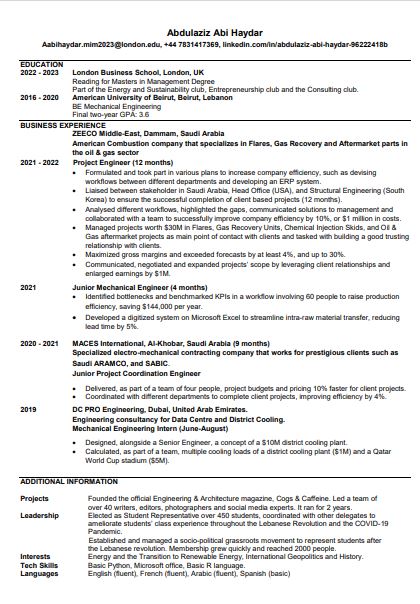 Abdulaziz Abi Haydar
Aabihaydar.mim2023@london.edu, +44 7831417369, linkedin.com/in/abdulaziz-abi-haydar-96222418b
EDUCATION
2022 - 2023 London Business School, London, UK
Reading for Masters in Management Degree
Part of the Energy and Sustainability club, Entrepreneurship club and the Consulting club.
2016 - 2020 American University of Beirut, Beirut, Lebanon
BE Mechanical Engineering
Final two-year GPA: 3.6
BUSINESS EXPERIENCE
ZEECO Middle-East, Dammam, Saudi Arabia
American Combustion company that specializes in Flares, Gas Recovery and Aftermarket parts in
the oil & gas sector
2021 - 2022 Project Engineer (12 months)
• Formulated and took part in various plans to increase company efficiency, such as devising
workflows between different departments and developing an ERP system.
• Liaised between stakeholder in Saudi Arabia, Head Office (USA), and Structural Engineering (South
Korea) to ensure the successful completion of client based projects (12 months).
• Analysed different workflows, highlighted the gaps, communicated solutions to management and
collaborated with a team to successfully improve company efficiency by 10%, or $1 million in costs.
• Managed projects worth $30M in Flares, Gas Recovery Units, Chemical Injection Skids, and Oil &
Gas aftermarket projects as main point of contact with clients and tasked with building a good trusting
relationship with clients.
• Maximized gross margins and exceeded forecasts by at least 4%, and up to 30%.
• Communicated, negotiated and expanded projects' scope by leveraging client relationships and
enlarged earnings by $1M.
2021 Junior Mechanical Engineer (4 months)
• Identified bottlenecks and benchmarked KPIs in a workflow involving 60 people to raise production
efficiency, saving $144,000 per year.
• Developed a digitized system on Microsoft Excel to streamline intra-raw material transfer, reducing
lead time by 5%.
2020 - 2021 MACES International, Al-Khobar, Saudi Arabia (9 months)
Specialized electro-mechanical contracting company that works for prestigious clients such as
Saudi ARAMCO, and SABIC.
Junior Project Coordination Engineer
• Delivered, as part of a team of four people, project budgets and pricing 10% faster for client projects.
• Coordinated with different departments to complete client projects, improving efficiency by 4%.
2019 DC PRO Engineering, Dubai, United Arab Emirates.
Engineering consultancy for Data Centre and District Cooling.
Mechanical Engineering Intern (June-August)
• Designed, alongside a Senior Engineer, a concept of a $10M district cooling plant.
• Calculated, as part of a team, multiple cooling loads of a district cooling plant ($1M) and a Qatar
World Cup stadium ($5M).
ADDITIONAL INFORMATION
Projects Founded the official Engineering & Architecture magazine, Cogs & Caffeine. Led a team of
over 40 writers, editors, photographers and social media experts. It ran for 2 years.
Leadership Elected as Student Representative over 450 students, coordinated with other delegates to
ameliorate students' class experience throughout the Lebanese Revolution and the COVID-19
Pandemic.
Established and managed a socio-political grassroots movement to represent students after
the Lebanese revolution. Membership grew quickly and reached 2000 people.
Interests Energy and the Transition to Renewable Energy, International Geopolitics and History.
Tech Skills Basic Python, Microsoft office, Basic R language.
Languages English (fluent), French (fluent), Arabic (fluent), Spanish (basic)